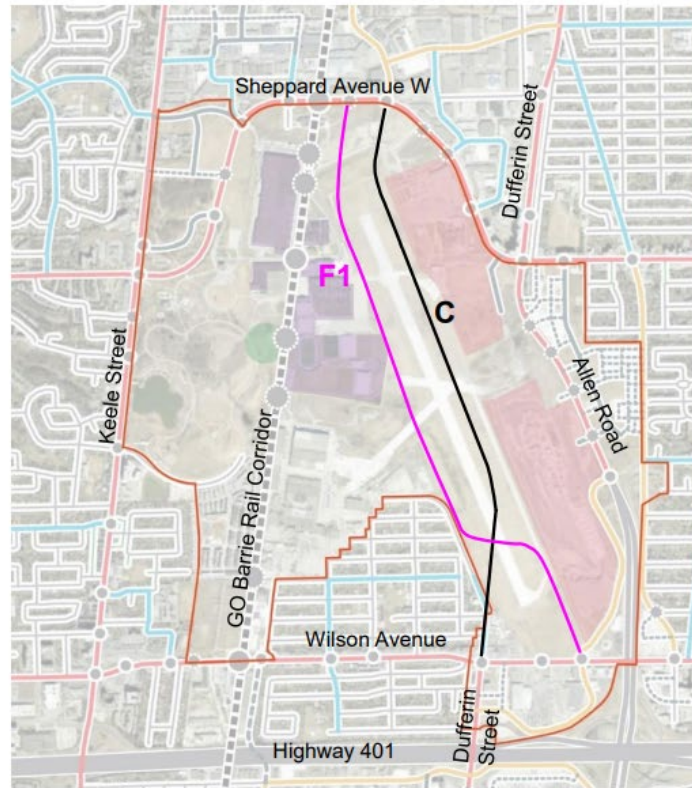 Sheppard Avenue W
Dufferin Street
F1
C
Keele Street
Allen Road
GO Barrie Rail Corridor
Wilson Avenue
Dufferin
Street
Highway 401